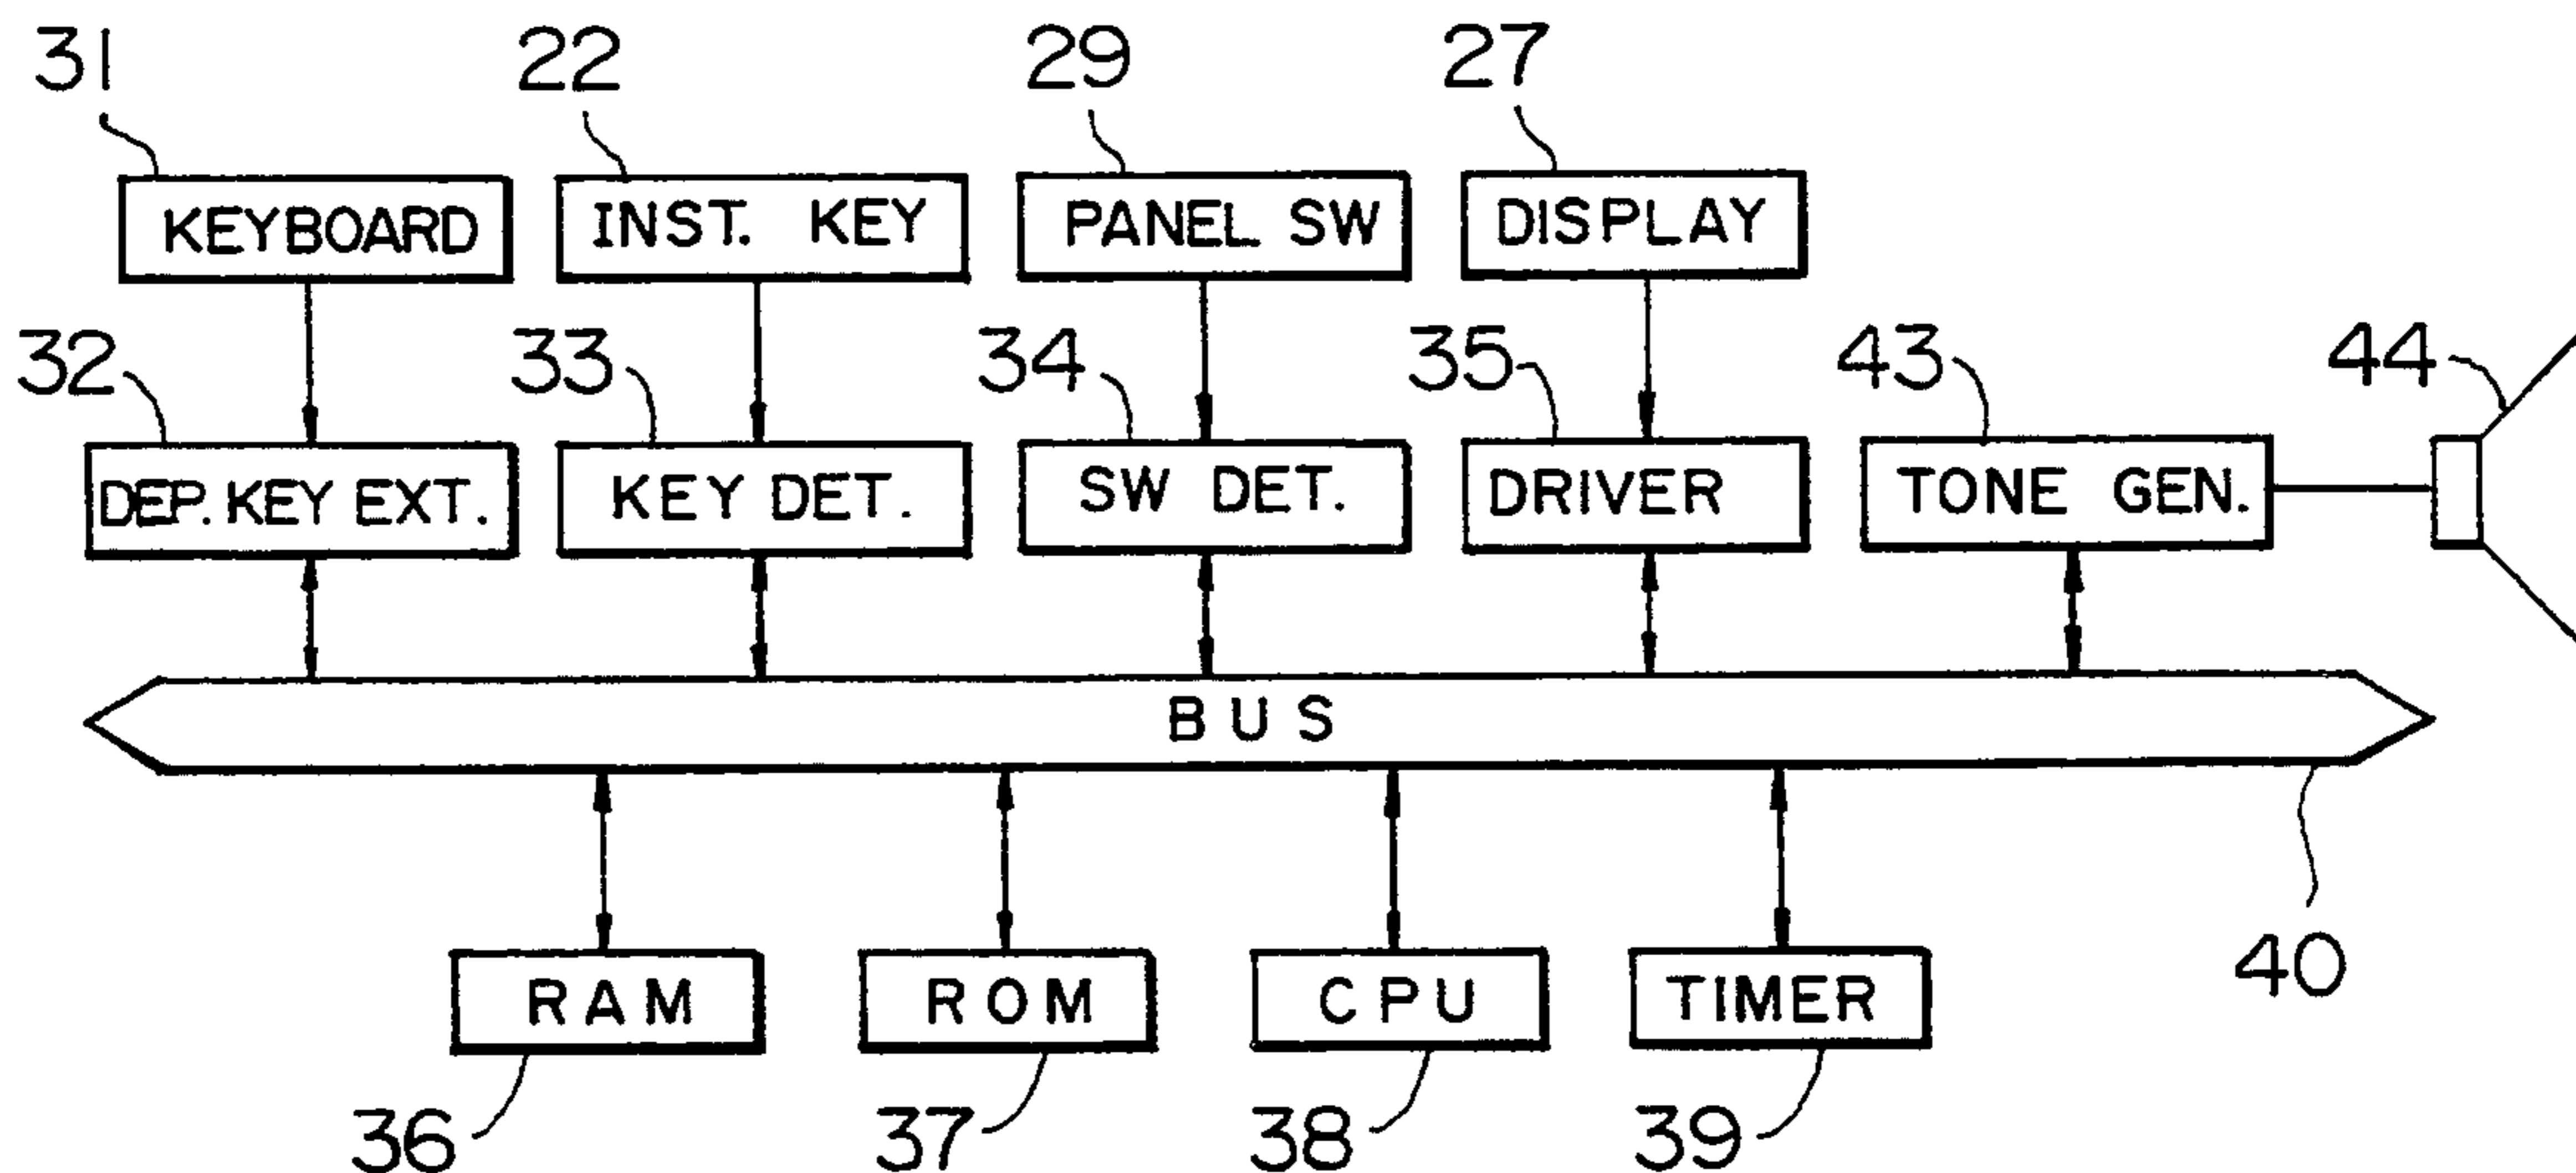 31 22 29 27
KEYBOARD INST. KEY PANEL SW DISPLAY
32 33 34 35 43 44
DEP. KEY EXT. KEY DET. SW DET. DRIVER TONE GEN.
BUS
40
RAM ROM CPU TIMER
36 37 38 39